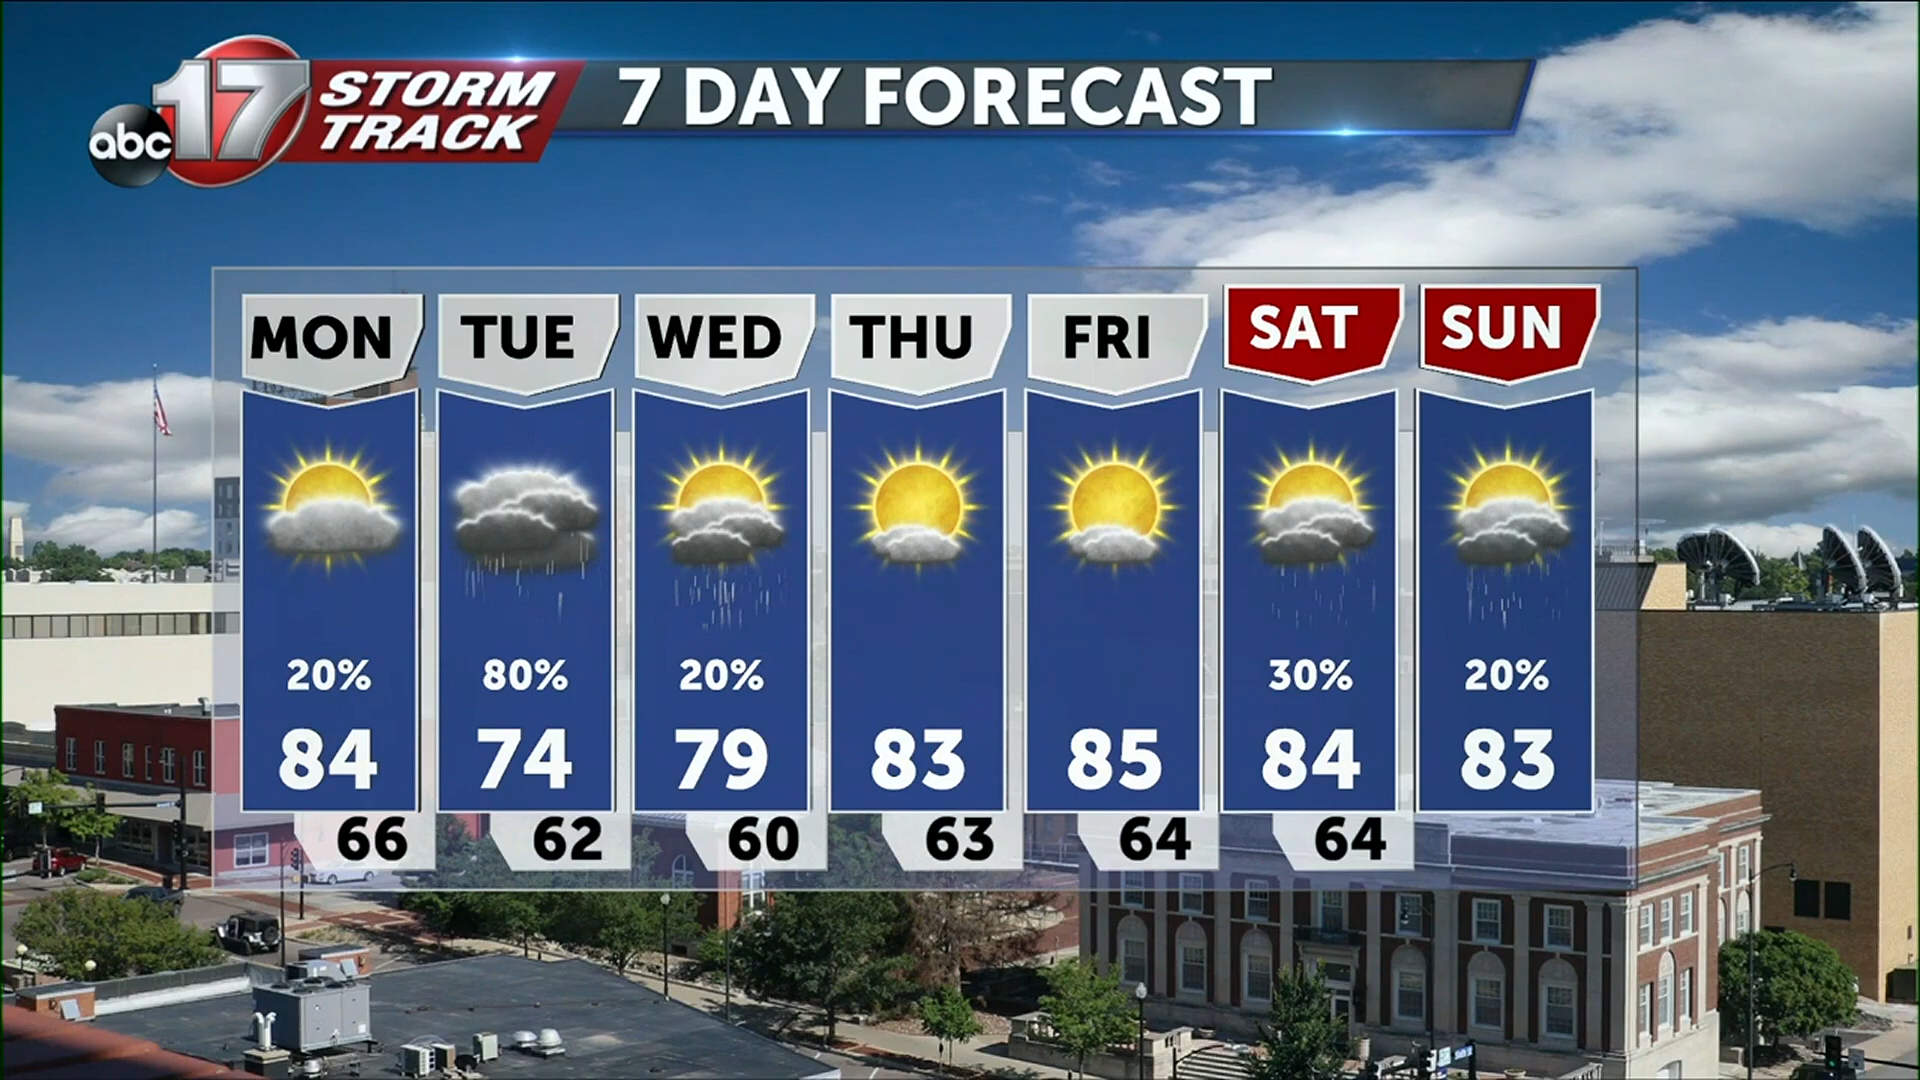 abc 17 STORM TRACK
7 DAY FORECAST
MON TUE WED THU FRI SAT SUN
20% 80% 20% 30% 20%
84 74 79 83 85 84 83
66 62 60 63 64 64